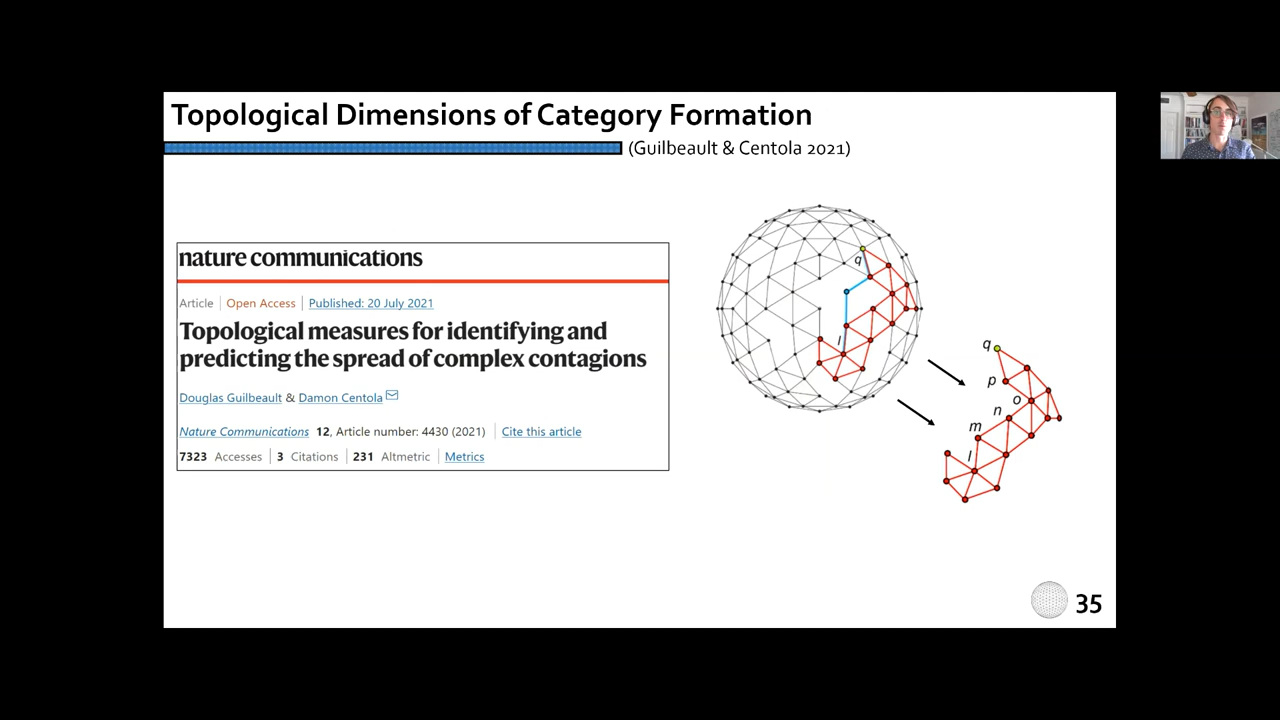 Topological Dimensions of Category Formation
(Guilbeault & Centola 2021)
nature communications
Article | Open Access | Published: 20 July 2021
Topological measures for identifying and
predicting the spread of complex contagions
Douglas Guilbeault & Damon Centola
Nature Communications 12, Article number: 4430 (2021) | Cite this article
7323 Accesses | 3 Citations | 231 Altmetric | Metrics
q
l
q
p
o
n
m
l
35